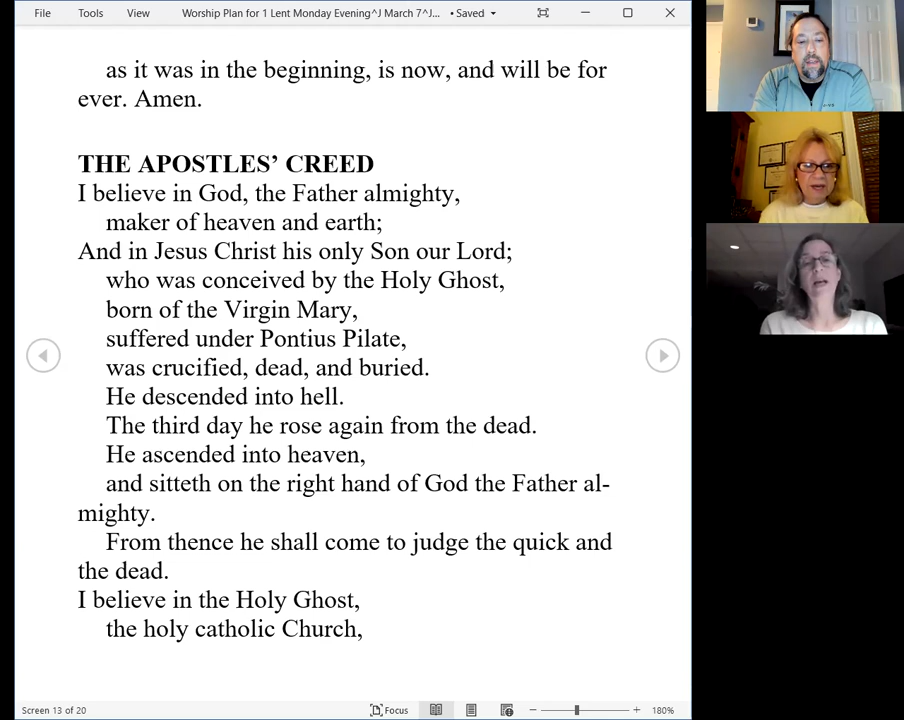 File Tools View Worship Plan for 1 Lent Monday Evening^J March 7^J... • Saved
as it was in the beginning, is now, and will be for
ever. Amen.
THE APOSTLES’ CREED
I believe in God, the Father almighty,
maker of heaven and earth;
And in Jesus Christ his only Son our Lord;
who was conceived by the Holy Ghost,
born of the Virgin Mary,
suffered under Pontius Pilate,
was crucified, dead, and buried.
He descended into hell.
The third day he rose again from the dead.
He ascended into heaven,
and sitteth on the right hand of God the Father al-
mighty.
From thence he shall come to judge the quick and
the dead.
I believe in the Holy Ghost,
the holy catholic Church,
Screen 13 of 20 Focus 180%